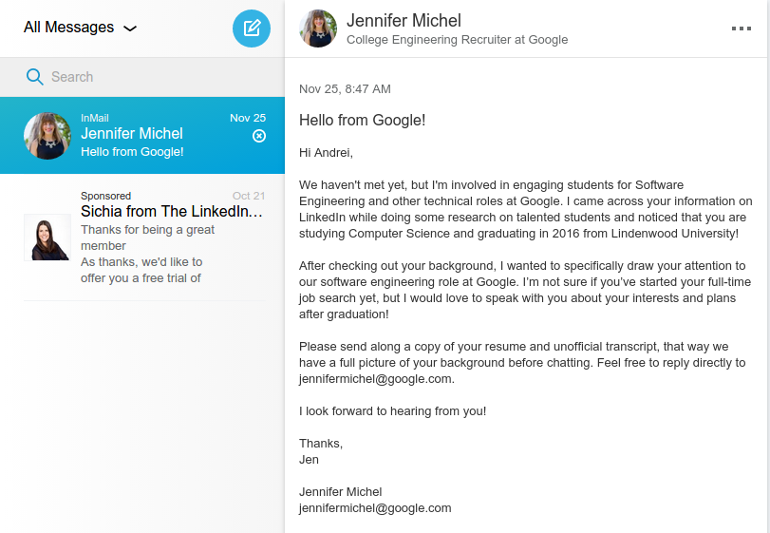 All Messages
Search
InMail
Nov 25
Jennifer Michel
Hello from Google!
Sponsored
Oct 21
Sichia from The LinkedIn…
Thanks for being a great
member
As thanks, we'd like to
offer you a free trial of
Jennifer Michel
College Engineering Recruiter at Google
Nov 25, 8:47 AM
Hello from Google!
Hi Andrei,
We haven't met yet, but I'm involved in engaging students for Software
Engineering and other technical roles at Google. I came across your information on
LinkedIn while doing some research on talented students and noticed that you are
studying Computer Science and graduating in 2016 from Lindenwood University!
After checking out your background, I wanted to specifically draw your attention to
our software engineering role at Google. I'm not sure if you've started your full-time
job search yet, but I would love to speak with you about your interests and plans
after graduation!
Please send along a copy of your resume and unofficial transcript, that way we
have a full picture of your background before chatting. Feel free to reply directly to
jennifermichel@google.com.
I look forward to hearing from you!
Thanks,
Jen
Jennifer Michel
jennifermichel@google.com